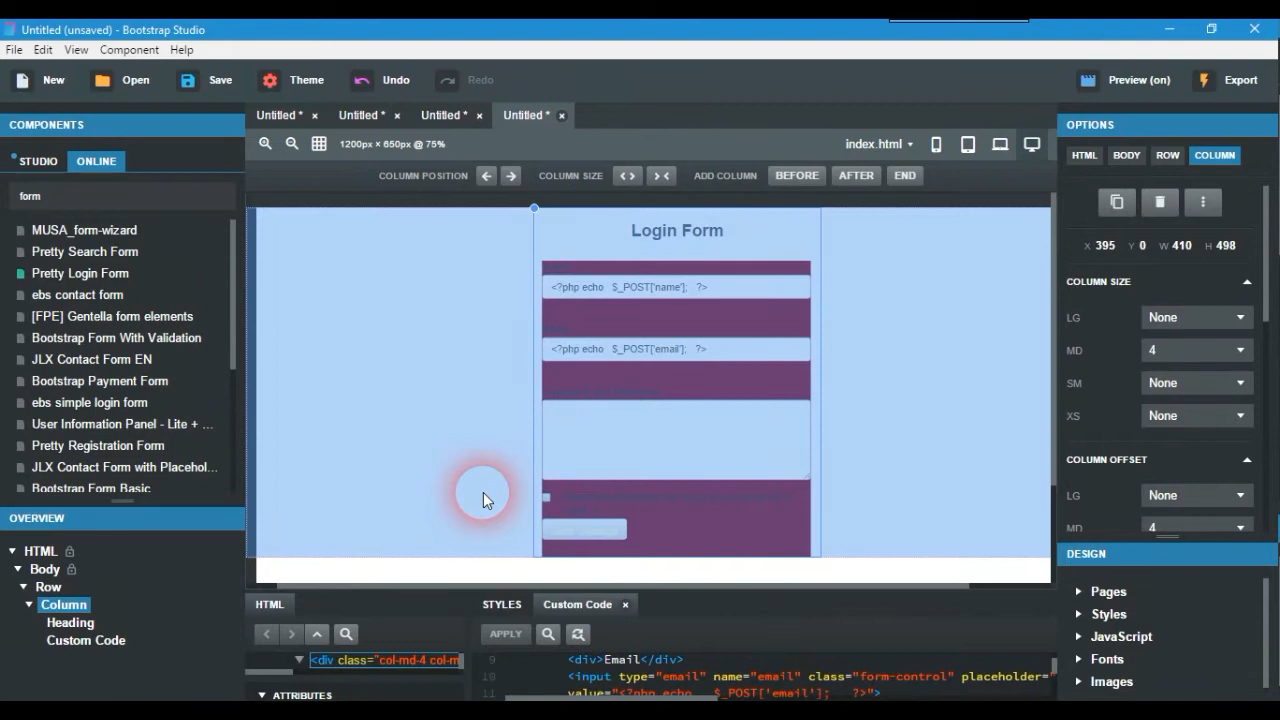 Untitled (unsaved) - Bootstrap Studio
File Edit View Component Help
New Open Save Theme Undo Redo Preview (on) Export
COMPONENTS
STUDIO ONLINE
form
MUSA_form-wizard
Pretty Search Form
Pretty Login Form
ebs contact form
[FPE] Gentella form elements
Bootstrap Form With Validation
JLX Contact Form EN
Bootstrap Payment Form
ebs simple login form
User Information Panel - Lite + ...
Pretty Registration Form
JLX Contact Form with Placehol...
Bootstrap Form Basic
OVERVIEW
HTML
Body
Row
Column
Heading
Custom Code
Untitled * × Untitled * × Untitled * × Untitled * ×
1200px × 650px @ 75% index.html
COLUMN POSITION COLUMN SIZE ADD COLUMN BEFORE AFTER END
Login Form
<?php echo $_POST['name']; ?>
<?php echo $_POST['email']; ?>
HTML
<div class="col-md-4 col-m
ATTRIBUTES
STYLES Custom Code ×
APPLY
9 <div>Email</div>
10 <input type="email" name="email" class="form-control" placeholder="
11 value="<?php echo $_POST['email']; ?>">
OPTIONS
HTML BODY ROW COLUMN
X 395 Y 0 W 410 H 498
COLUMN SIZE
LG None
MD 4
SM None
XS None
COLUMN OFFSET
LG None
MD 4
DESIGN
Pages
Styles
JavaScript
Fonts
Images